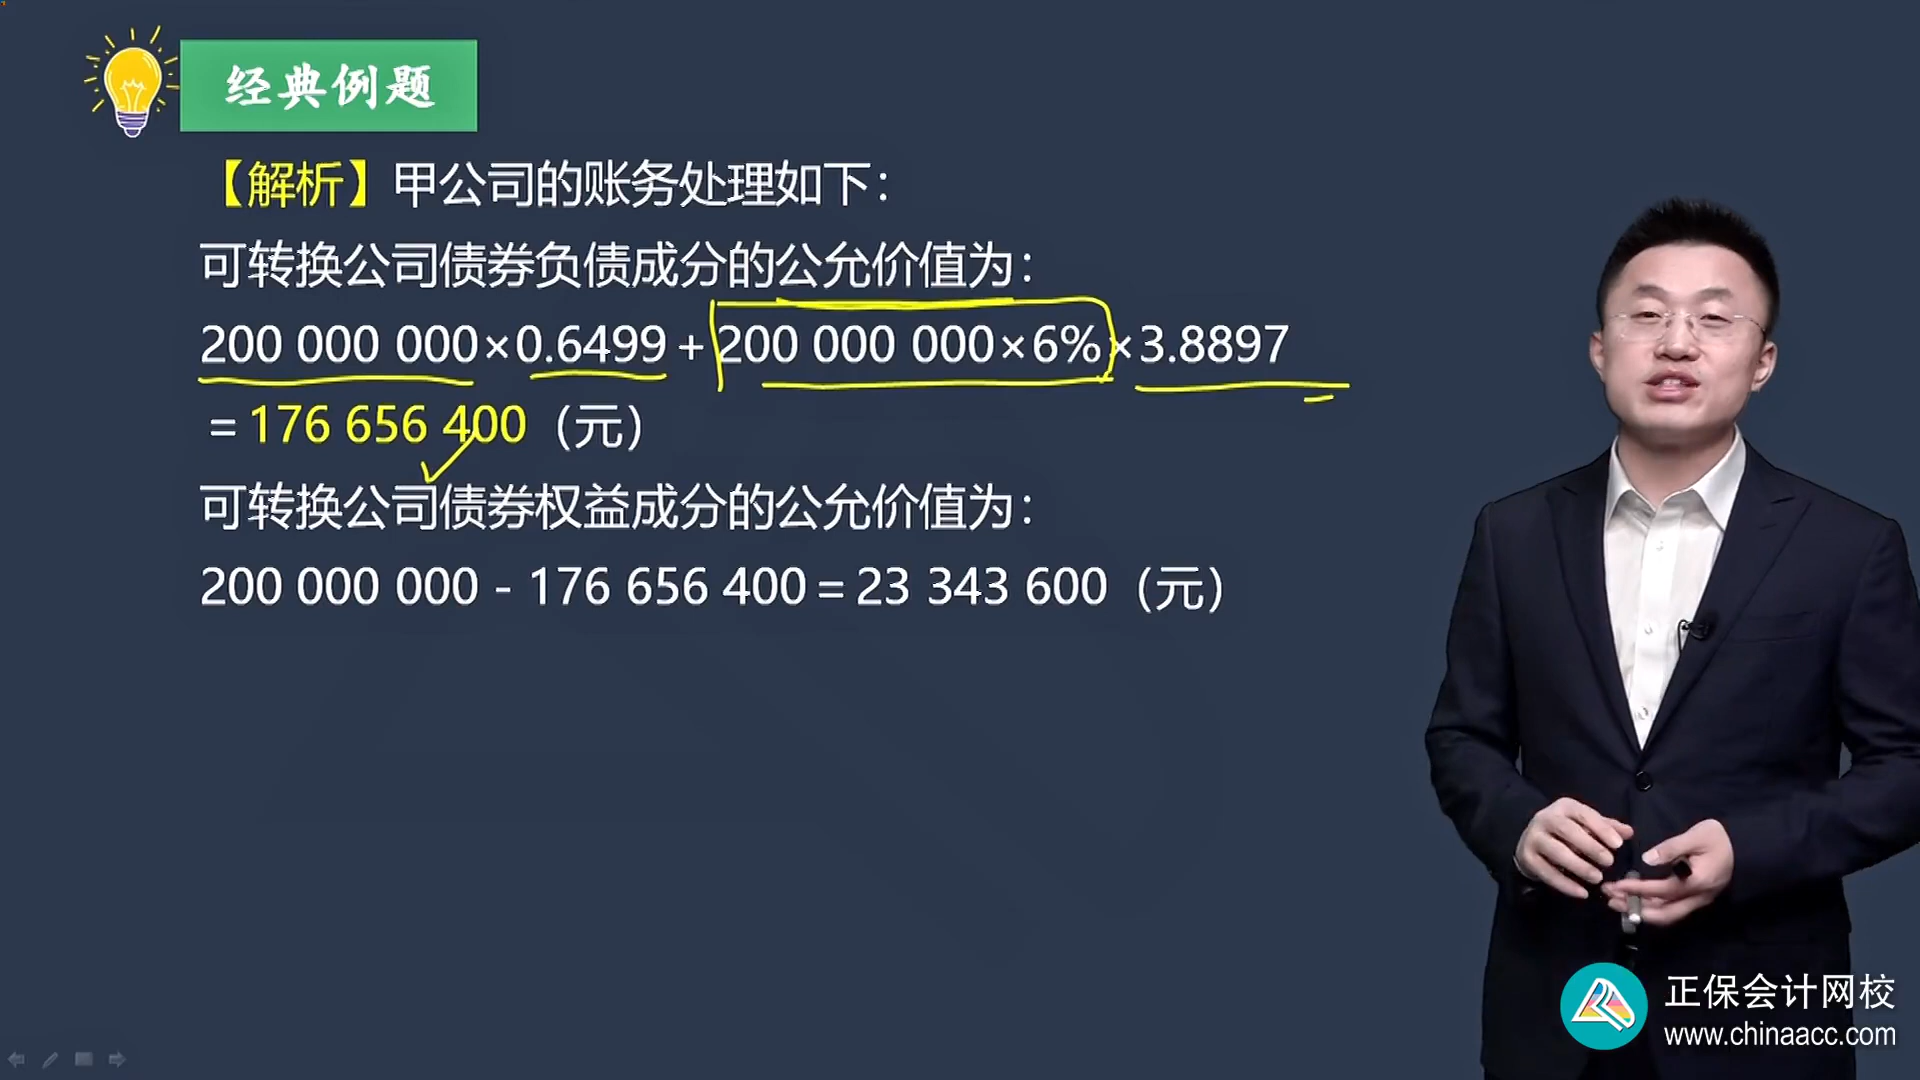 经典例题
【解析】甲公司的账务处理如下：
可转换公司债券负债成分的公允价值为：
200 000 000×0.6499＋200 000 000×6%×3.8897
＝176 656 400（元）
可转换公司债券权益成分的公允价值为：
200 000 000－176 656 400＝23 343 600（元）
正保会计网校
www.chinaacc.com